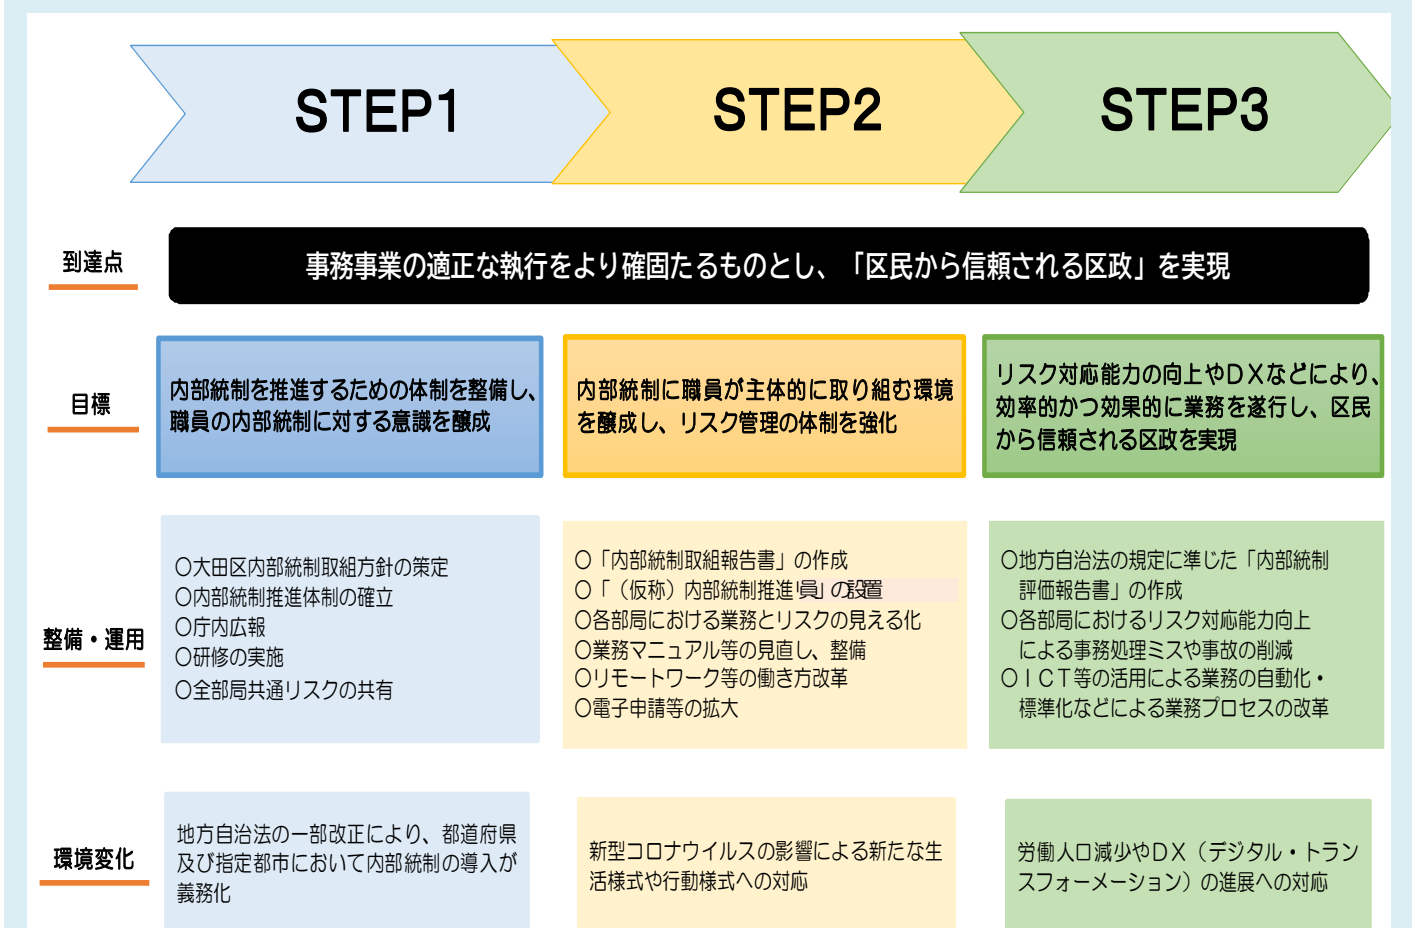 STEP1
STEP2
STEP3
到達点
事務事業の適正な執行をより確固たるものとし、「区民から信頼される区政」を実現
目標
内部統制を推進するための体制を整備し、
職員の内部統制に対する意識を醸成
内部統制に職員が主体的に取り組む環境
を醸成し、リスク管理の体制を強化
リスク対応能力の向上やDXなどにより、
効率的かつ効果的に業務を遂行し、区民
から信頼される区政を実現
整備・運用
〇大田区内部統制取組方針の策定
〇内部統制推進体制の確立
〇庁内広報
〇研修の実施
〇全部局共通リスクの共有
〇「内部統制取組報告書」の作成
〇「（仮称）内部統制推進員」の設置
〇各部局における業務とリスクの見える化
〇業務マニュアル等の見直し、整備
〇リモートワーク等の働き方改革
〇電子申請等の拡大
〇地方自治法の規定に準じた「内部統制
評価報告書」の作成
〇各部局におけるリスク対応能力向上
による事務処理ミスや事故の削減
〇ＩＣＴ等の活用による業務の自動化・
標準化などによる業務プロセスの改革
環境変化
地方自治法の一部改正により、都道府県
及び指定都市において内部統制の導入が
義務化
新型コロナウイルスの影響による新たな生
活様式や行動様式への対応
労働人口減少やDX（デジタル・トラン
スフォーメーション）の進展への対応